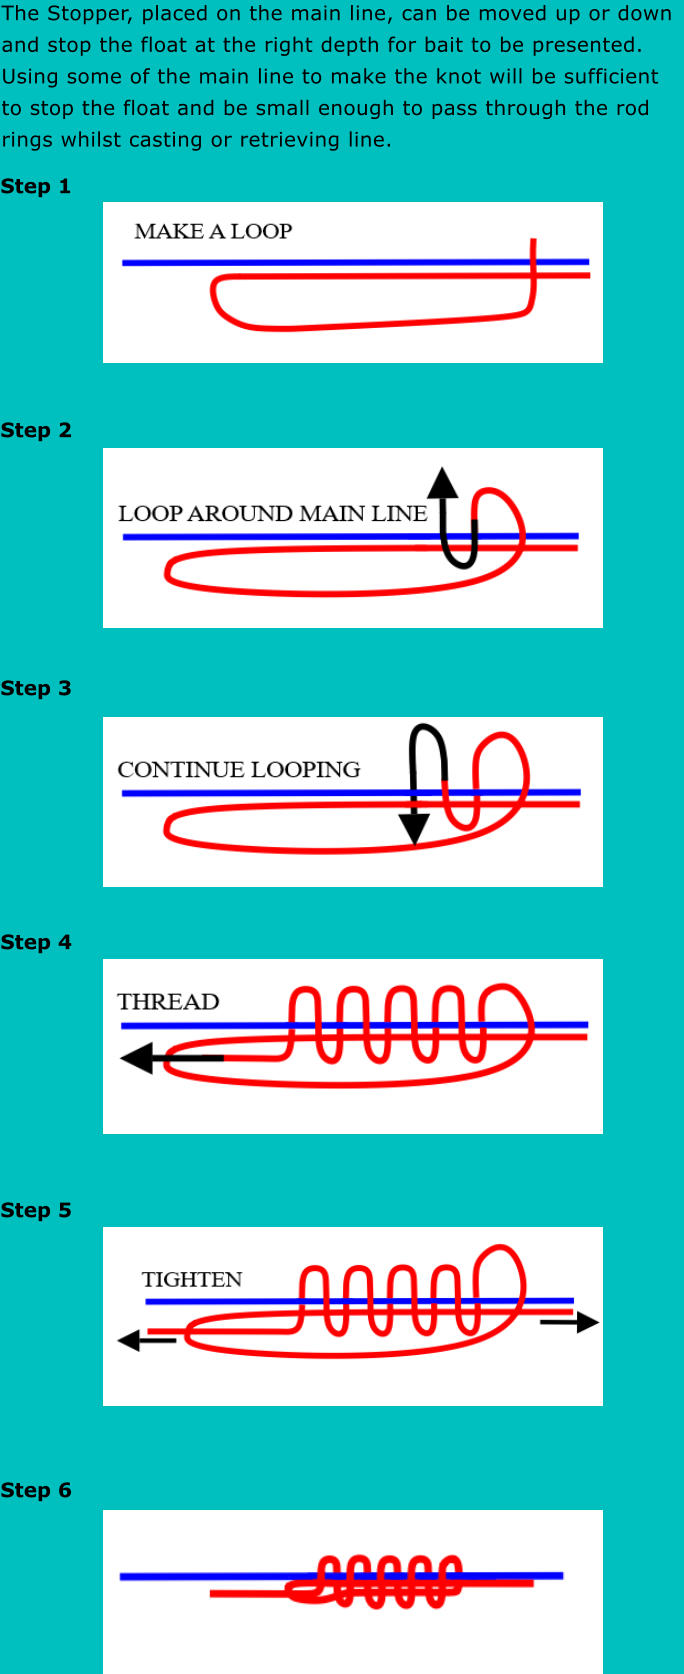 The Stopper, placed on the main line, can be moved up or down
and stop the float at the right depth for bait to be presented.
Using some of the main line to make the knot will be sufficient
to stop the float and be small enough to pass through the rod
rings whilst casting or retrieving line.
Step 1
MAKE A LOOP
Step 2
LOOP AROUND MAIN LINE
Step 3
CONTINUE LOOPING
Step 4
THREAD
Step 5
TIGHTEN
Step 6